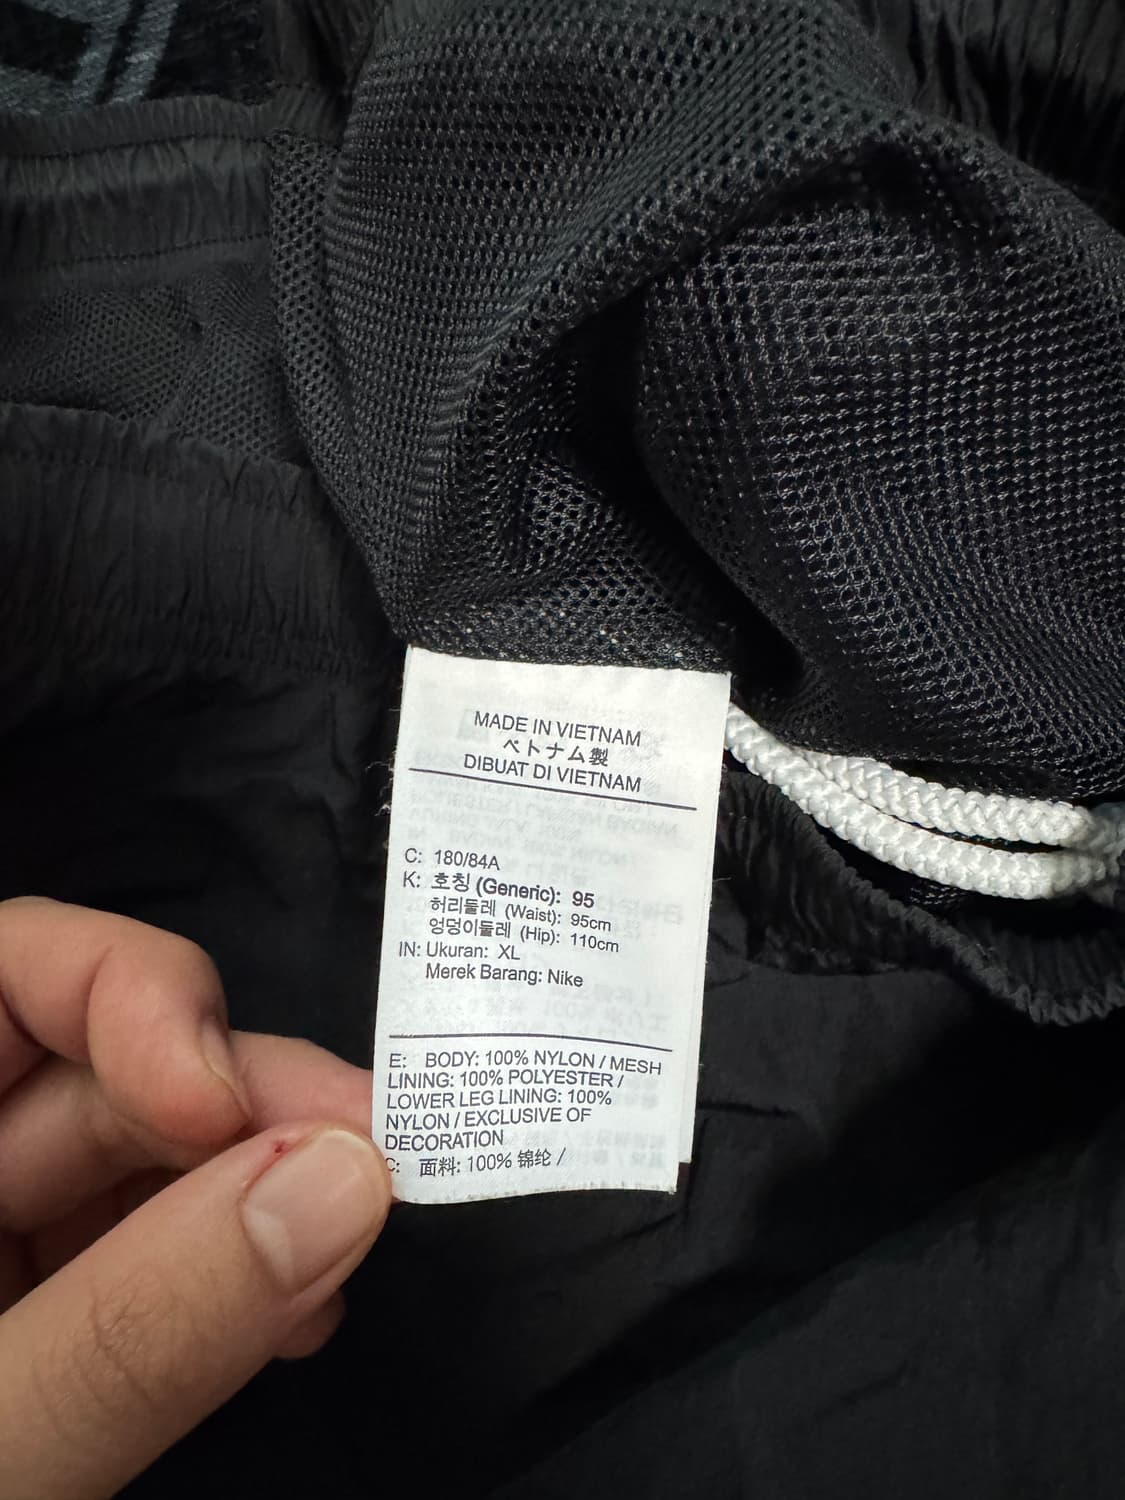 MADE IN VIETNAM
ベトナム製
DIBUAT DI VIETNAM
C: 180/84A
K: 호칭 (Generic): 95
허리둘레 (Waist): 95cm
엉덩이둘레 (Hip): 110cm
IN: Ukuran: XL
Merek Barang: Nike
E: BODY: 100% NYLON / MESH
LINING: 100% POLYESTER /
LOWER LEG LINING: 100%
NYLON / EXCLUSIVE OF
DECORATION
C: 面料: 100% 锦纶 /